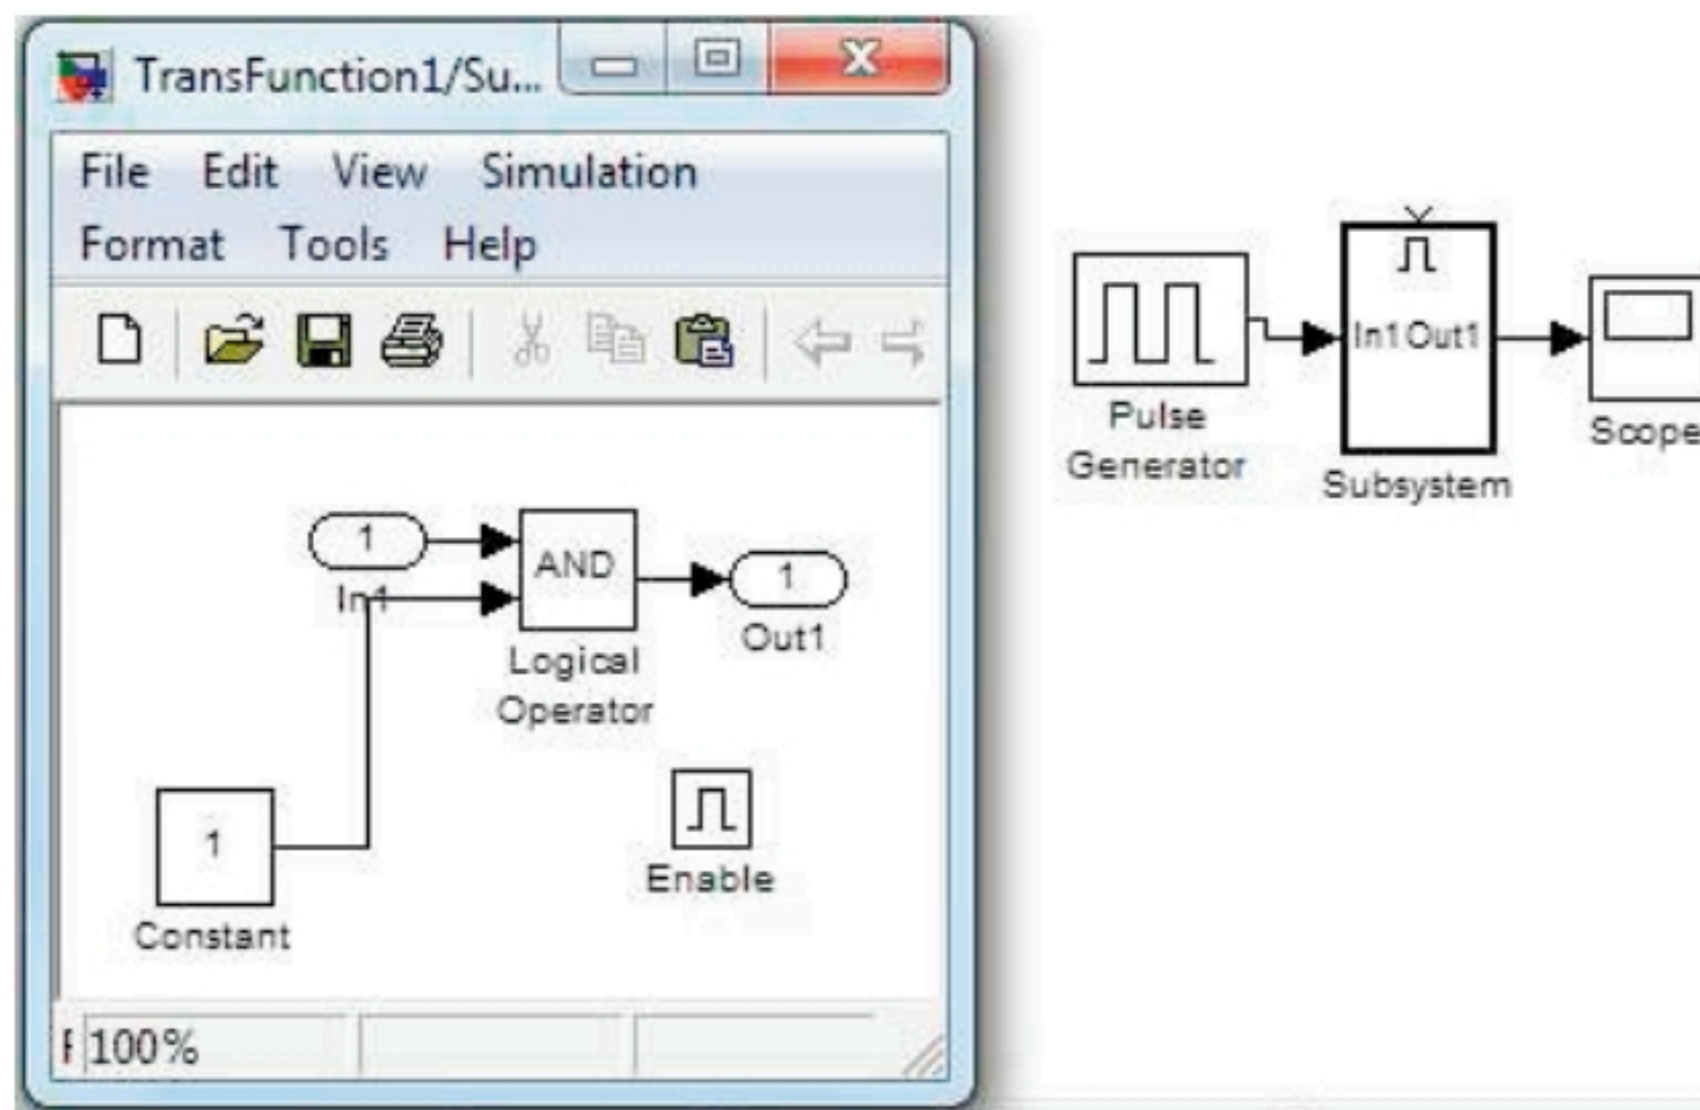 TransFunction1/Su...
File Edit View Simulation
Format Tools Help
1
In1
AND
Logical
Operator
1
Out1
1
Constant
Enable
100%
Pulse
Generator
In1 Out1
Subsystem
Scope